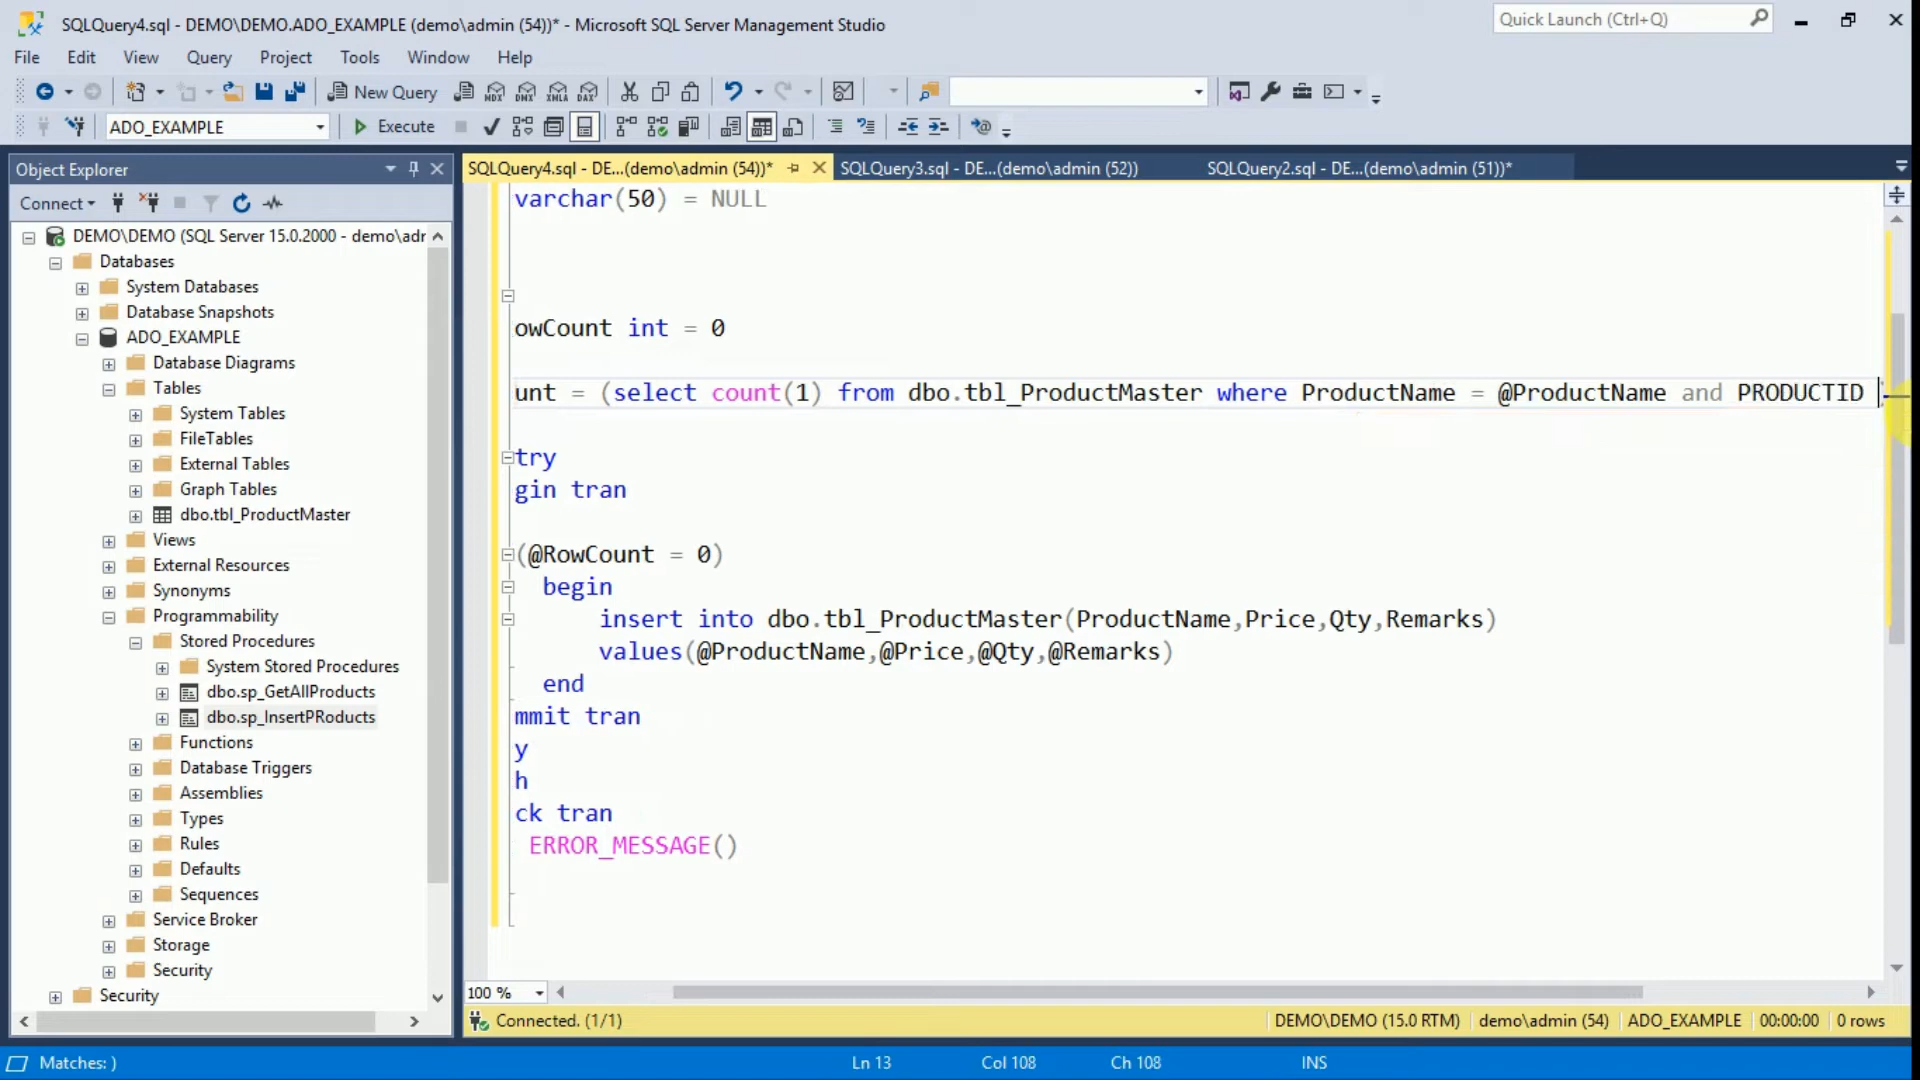 SQLQuery4.sql - DEMO\DEMO.ADO_EXAMPLE (demo\admin (54))* - Microsoft SQL Server Management Studio
Quick Launch (Ctrl+Q)
File Edit View Query Project Tools Window Help
New Query
MDX DMX XMLA DAX
ADO_EXAMPLE Execute
Object Explorer
SQLQuery4.sql - DE...(demo\admin (54))* SQLQuery3.sql - DE...(demo\admin (52)) SQLQuery2.sql - DE...(demo\admin (51))*
Connect
DEMO\DEMO (SQL Server 15.0.2000 - demo\adr
Databases
System Databases
Database Snapshots
ADO_EXAMPLE
Database Diagrams
Tables
System Tables
FileTables
External Tables
Graph Tables
dbo.tbl_ProductMaster
Views
External Resources
Synonyms
Programmability
Stored Procedures
System Stored Procedures
dbo.sp_GetAllProducts
dbo.sp_InsertPRoducts
Functions
Database Triggers
Assemblies
Types
Rules
Defaults
Sequences
Service Broker
Storage
Security
Security
varchar(50) = NULL
owCount int = 0
unt = (select count(1) from dbo.tbl_ProductMaster where ProductName = @ProductName and PRODUCTID
try
gin tran
(@RowCount = 0)
begin
insert into dbo.tbl_ProductMaster(ProductName,Price,Qty,Remarks)
values(@ProductName,@Price,@Qty,@Remarks)
end
mmit tran
y
h
ck tran
ERROR_MESSAGE()
100 %
Connected. (1/1) DEMO\DEMO (15.0 RTM) demo\admin (54) ADO_EXAMPLE 00:00:00 0 rows
Matches: ) Ln 13 Col 108 Ch 108 INS